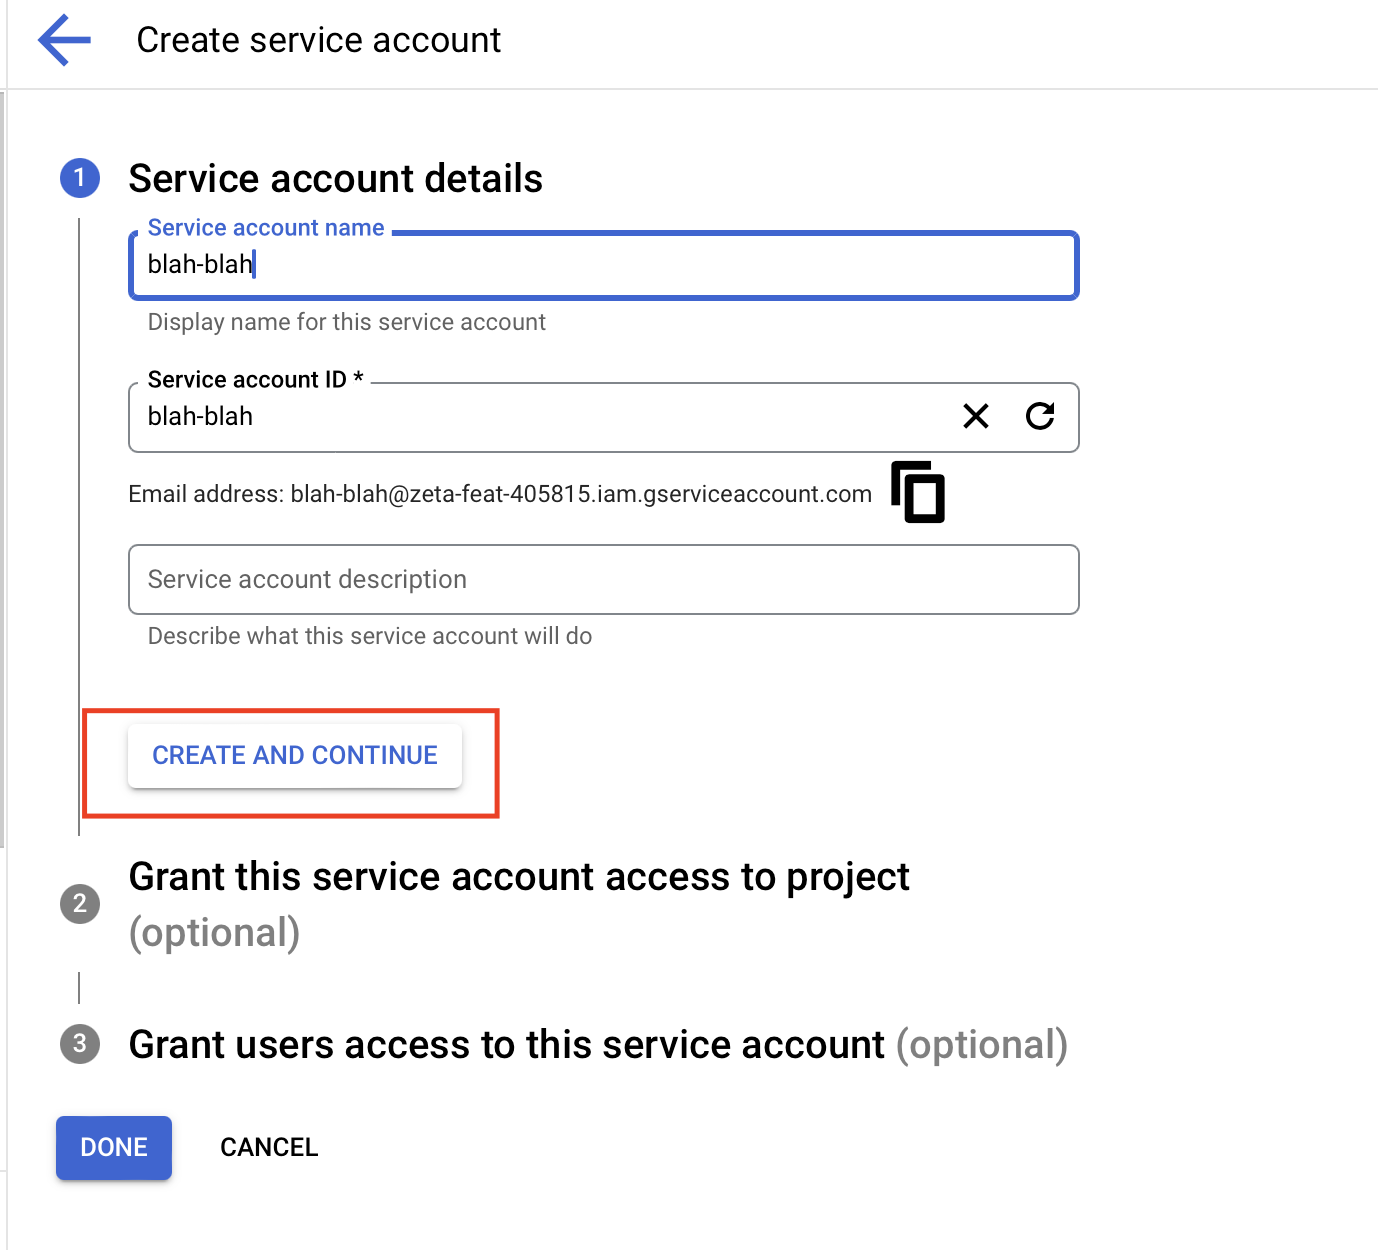 Create service account
1 Service account details
Service account name
blah-blah
Display name for this service account
Service account ID *
blah-blah
Email address: blah-blah@zeta-feat-405815.iam.gserviceaccount.com
Service account description
Describe what this service account will do
CREATE AND CONTINUE
2 Grant this service account access to project
(optional)
3 Grant users access to this service account (optional)
DONE CANCEL